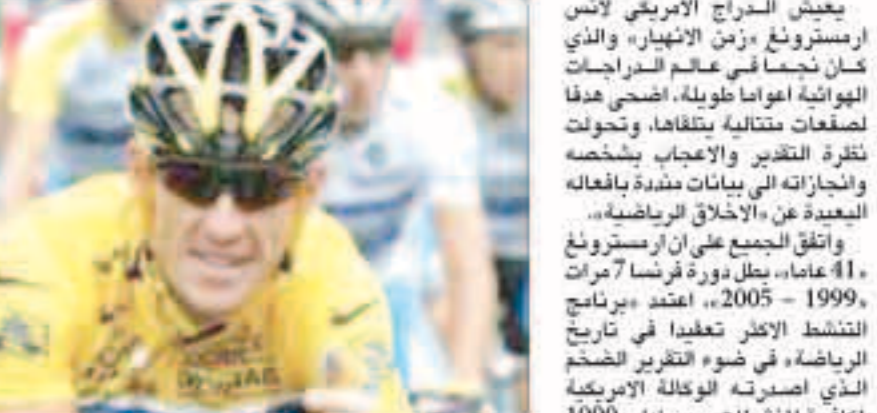 يعيش الدراج الامريكي لانس
ارمسترونغ «زمن الانهيار» والذي
كان نجما في عالم الدراجات
الهوائية اعواما طويلة، اضحى هدفا
لصفعات متتالية يتلقاها، وتحولت
نظرة التقدير والاعجاب بشخصه
وانجازاته الى بيانات منددة بافعاله
البعيدة عن «الاخلاق الرياضية».
واتفق الجميع على ان ارمسترونغ
«41 عاما»، بطل دورة فرنسا 7 مرات
«1999 – 2005»، اعتمد «برنامج
التنشط الاكثر تعقيدا في تاريخ
الرياضة» في ضوء التقرير الضخم
الذي اصدرته الوكالة الامريكية
1999